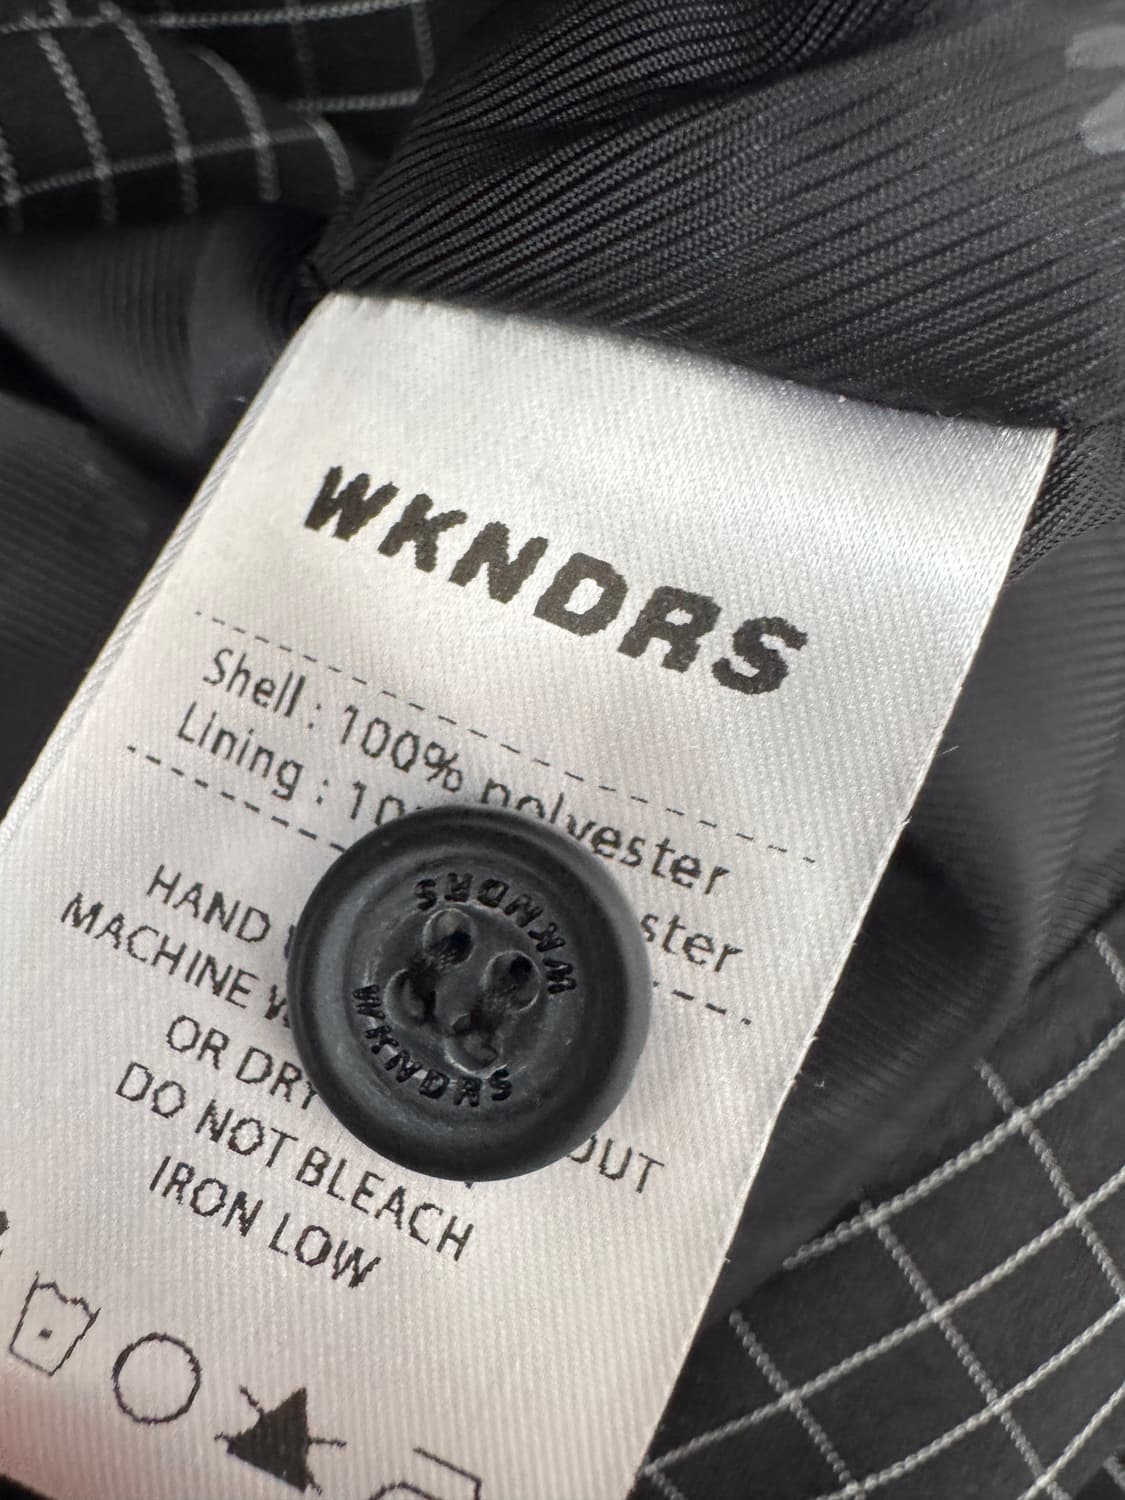 WKNDRS
Shell : 100% polyester
Lining : 10 ster
HAND
MACHINE W
OR DRY OUT
DO NOT BLEACH
IRON LOW
WKNDRS
WKNDRS